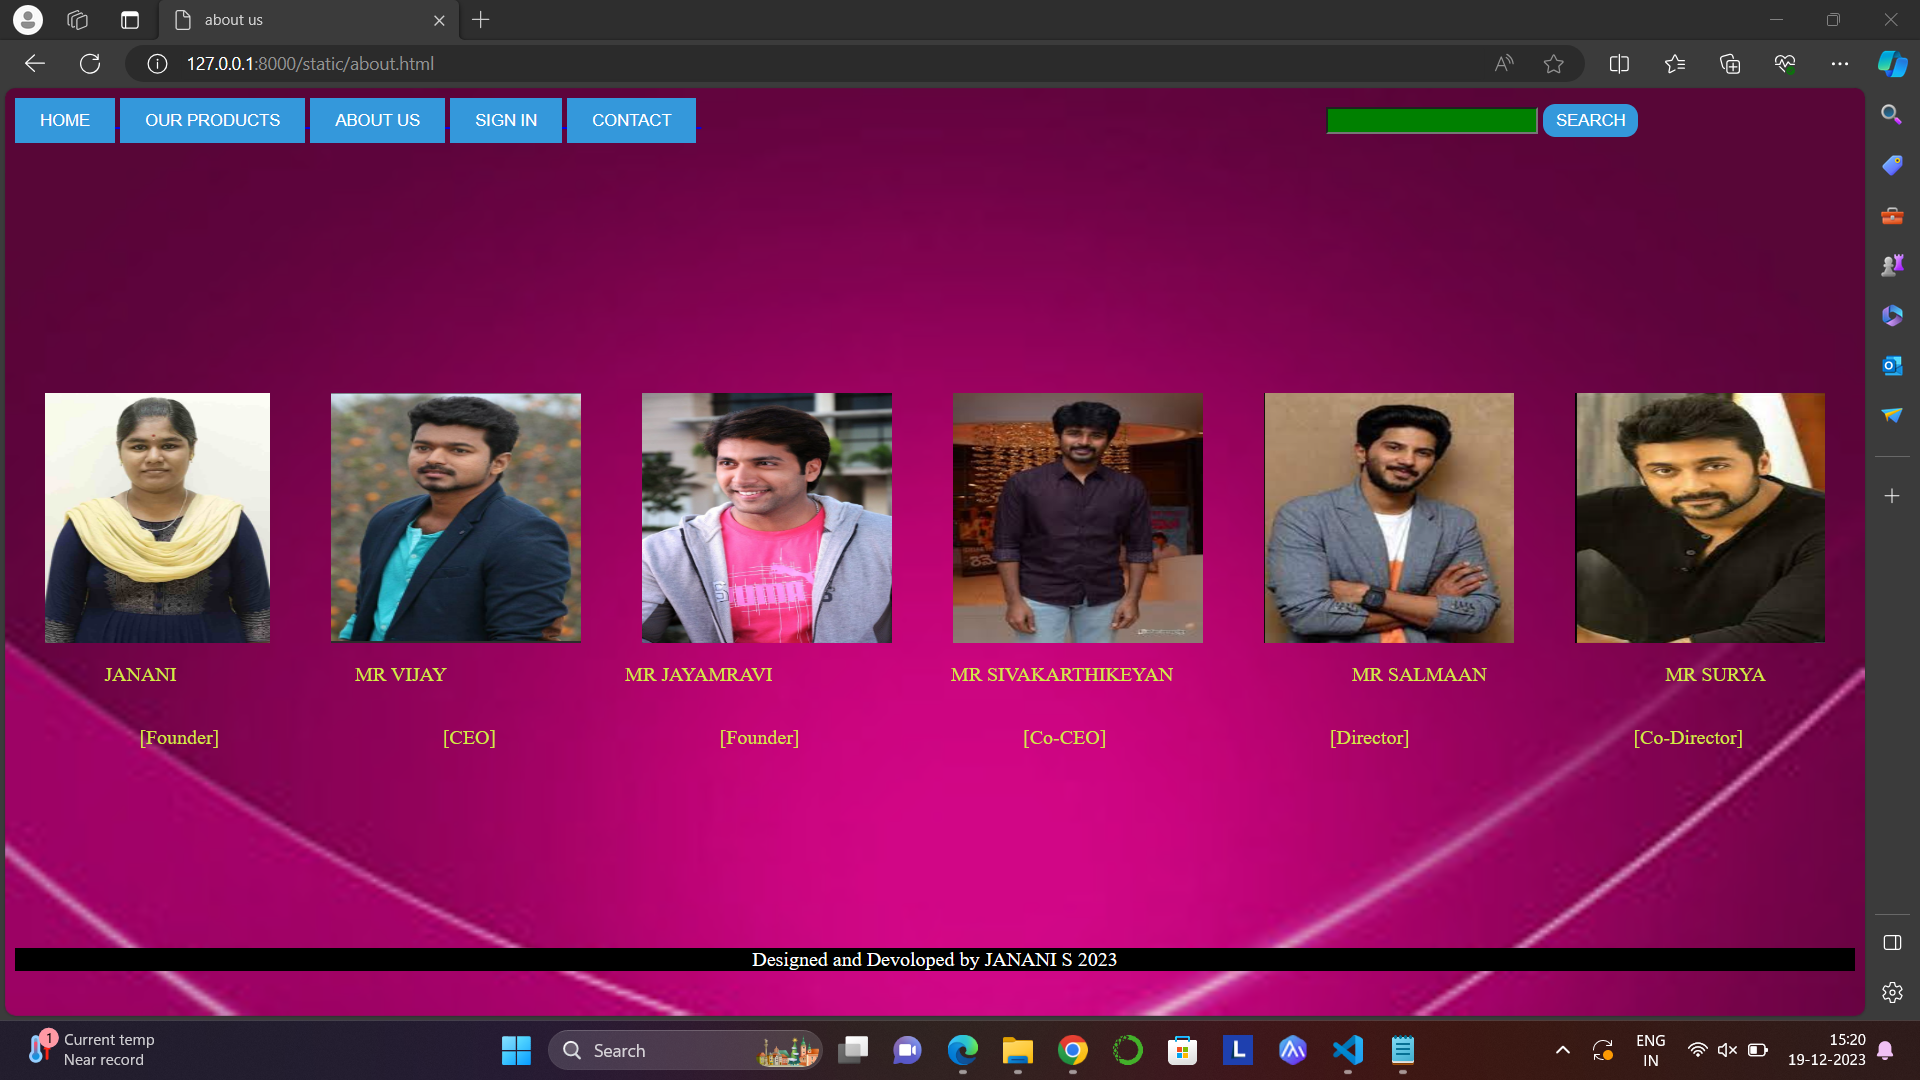 about us
127.0.0.1:8000/static/about.html
HOME
OUR PRODUCTS
ABOUT US
SIGN IN
CONTACT
SEARCH
JANANI
MR VIJAY
MR JAYAMRAVI
MR SIVAKARTHIKEYAN
MR SALMAAN
MR SURYA
[Founder]
[CEO]
[Founder]
[Co-CEO]
[Director]
[Co-Director]
Designed and Devoloped by JANANI S 2023
1
Current temp
Near record
Search
L
ENG
IN
15:20
19-12-2023